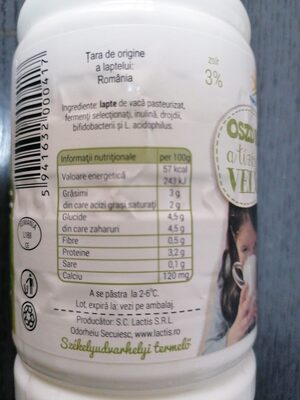 Țara de origine
a laptelui:
România
Ingrediente: lapte de vacă pasteurizat,
fermenți selecționați, inulină, drojdii,
bifidobacterii și L. acidophilus.
Informații nutriționale per 100g
Valoare energetică 57 kcal
243 kJ
Grăsimi 3 g
din care acizi grași saturați 2 g
Glucide 4,5 g
din care zaharuri 4,5 g
Fibre 0,5 g
Proteine 3,2 g
Sare 0,1 g
Calciu 120 mg
A se păstra la 2-6°C.
Lot, expiră la: vezi pe ambalaj.
Producător: S.C. Lactis S.R.L.
Odorheiu Secuiesc, www.lactis.ro
Székelyudvarhelyi termelő
5941632000417
L188
CE
zsír
3%